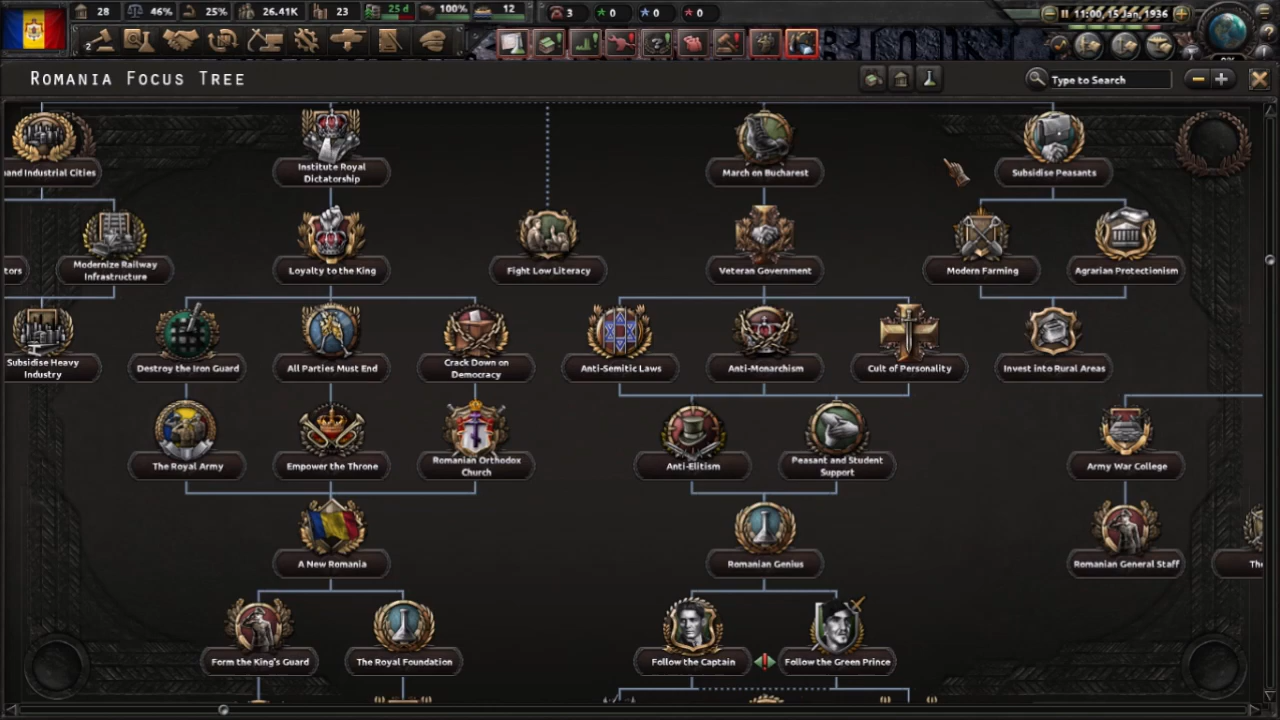 28 46% 25% 26.41K 23 25 d 100% 12 3 0 0 0 11:00, 15 Jan, 1936
2
ROMANIA FOCUS TREE
Type to Search
and Industrial Cities
Institute Royal
Dictatorship
March on Bucharest
Subsidise Peasants
tors
Modernize Railway
Infrastructure
Loyalty to the King
Fight Low Literacy
Veteran Government
Modern Farming
Agrarian Protectionism
Subsidise Heavy
Industry
Destroy the Iron Guard
All Parties Must End
Crack Down on
Democracy
Anti-Semitic Laws
Anti-Monarchism
Cult of Personality
Invest into Rural Areas
The Royal Army
Empower the Throne
Romanian Orthodox
Church
Anti-Elitism
Peasant and Student
Support
Army War College
A New Romania
Romanian Genius
Romanian General Staff
The
Form the King's Guard
The Royal Foundation
Follow the Captain
Follow the Green Prince